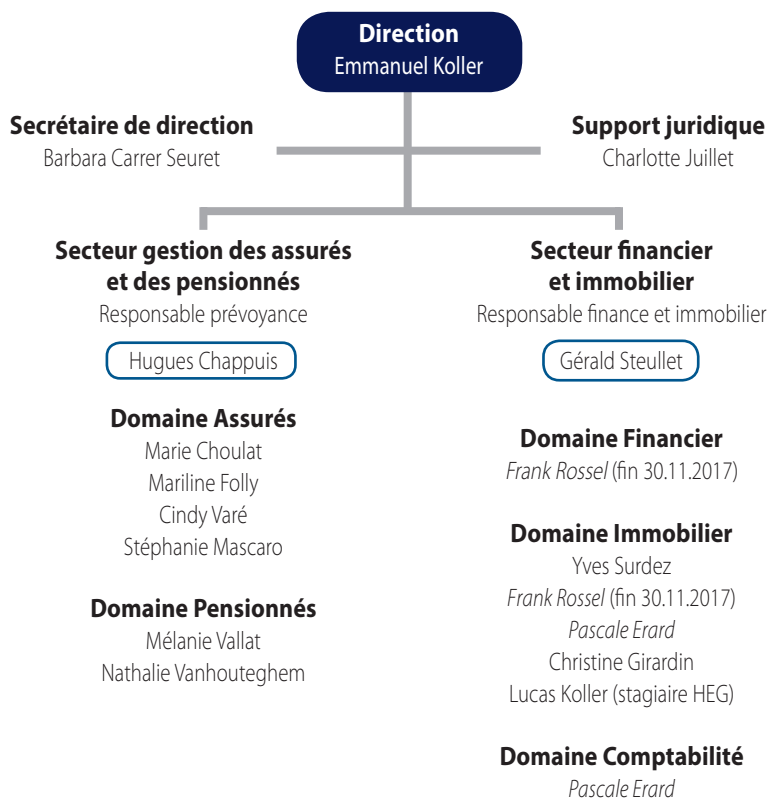 Direction
Emmanuel Koller
Secrétaire de direction
Barbara Carrer Seuret
Support juridique
Charlotte Juillet
Secteur gestion des assurés
et des pensionnés
Responsable prévoyance
Hugues Chappuis
Domaine Assurés
Marie Choulat
Mariline Folly
Cindy Varé
Stéphanie Mascaro
Domaine Pensionnés
Mélanie Vallat
Nathalie Vanhouteghem
Secteur financier
et immobilier
Responsable finance et immobilier
Gérald Steullet
Domaine Financier
Frank Rossel (fin 30.11.2017)
Domaine Immobilier
Yves Surdez
Frank Rossel (fin 30.11.2017)
Pascale Erard
Christine Girardin
Lucas Koller (stagiaire HEG)
Domaine Comptabilité
Pascale Erard